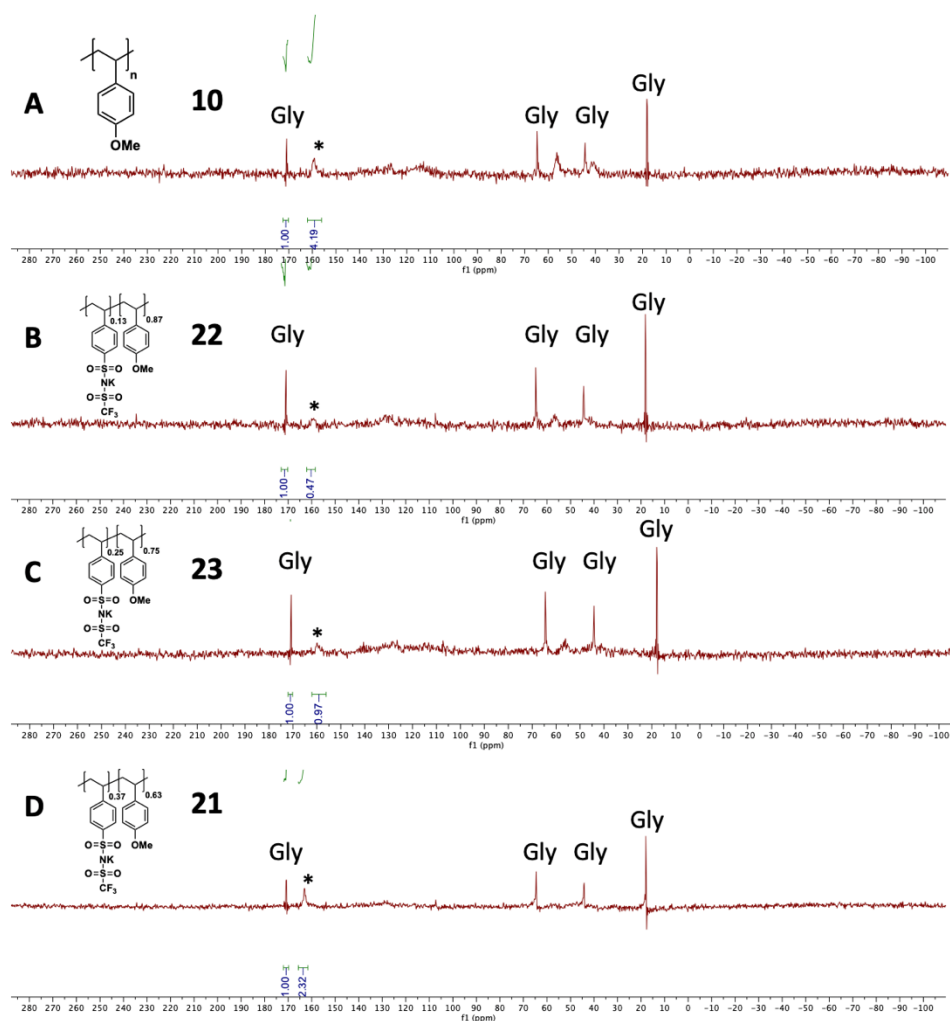 A
n
OMe
10
Gly
*
Gly
Gly
1.00
4.19
280 270 260 250 240 230 220 210 200 190 180 170 160 150 140 130 120 110 100 90 80 70 60 50 40 30 20 10 0 -10 -20 -30 -40 -50 -60 -70 -80 -90 -100
f1 (ppm)
B
0.13
0.87
O=S=O
OMe
NK
O=S=O
CF3
22
Gly
*
Gly
Gly
Gly
1.00
0.47
280 270 260 250 240 230 220 210 200 190 180 170 160 150 140 130 120 110 100 90 80 70 60 50 40 30 20 10 0 -10 -20 -30 -40 -50 -60 -70 -80 -90 -100
f1 (ppm)
C
0.25
0.75
O=S=O
OMe
NK
O=S=O
CF3
23
Gly
*
Gly
Gly
Gly
1.00
0.97
280 270 260 250 240 230 220 210 200 190 180 170 160 150 140 130 120 110 100 90 80 70 60 50 40 30 20 10 0 -10 -20 -30 -40 -50 -60 -70 -80 -90 -100
f1 (ppm)
D
0.37
0.63
O=S=O
OMe
NK
O=S=O
CF3
21
Gly
*
Gly
Gly
Gly
1.00
2.32
280 270 260 250 240 230 220 210 200 190 180 170 160 150 140 130 120 110 100 90 80 70 60 50 40 30 20 10 0 -10 -20 -30 -40 -50 -60 -70 -80 -90 -100
f1 (ppm)